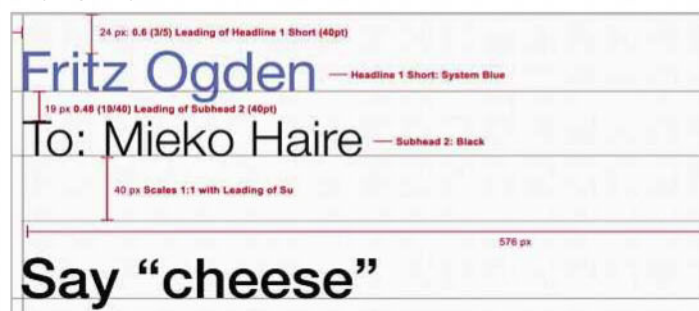 24 px: 0.6 (3/5) Leading of Headline 1 Short (40pt)
Fritz Ogden — Headline 1 Short: System Blue
19 px 0.48 (19/40) Leading of Subhead 2 (40pt)
To: Mieko Haire — Subhead 2: Black
40 px Scales 1:1 with Leading of Su
576 px
Say “cheese”